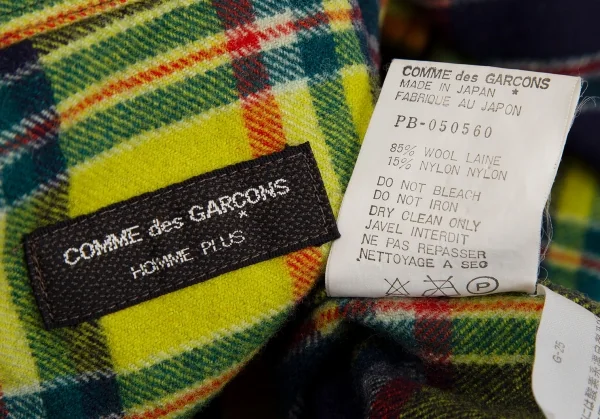 COMME des GARCONS
*
HOMME PLUS
COMME des GARCONS
MADE IN JAPAN *
FABRIQUE AU JAPON
PB-050560
85% WOOL LAINE
15% NYLON NYLON
DO NOT BLEACH
DO NOT IRON
DRY CLEAN ONLY
JAVEL INTERDIT
NE PAS REPASSER
NETTOYAGE A SEC
P